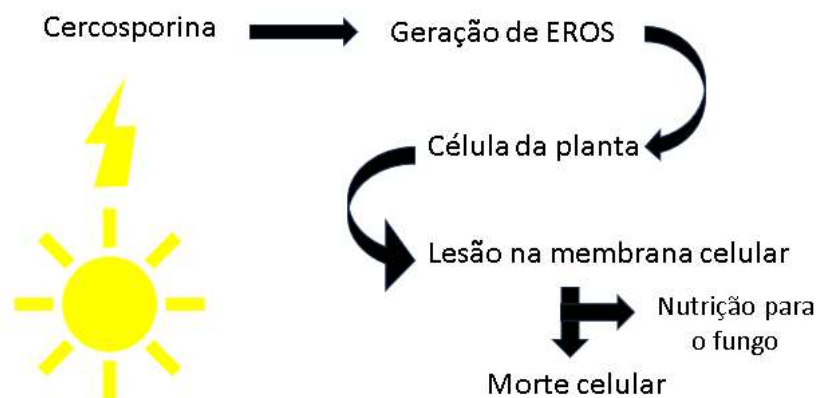 Cercosporina
Geração de EROS
Célula da planta
Lesão na membrana celular
Nutrição para
o fungo
Morte celular